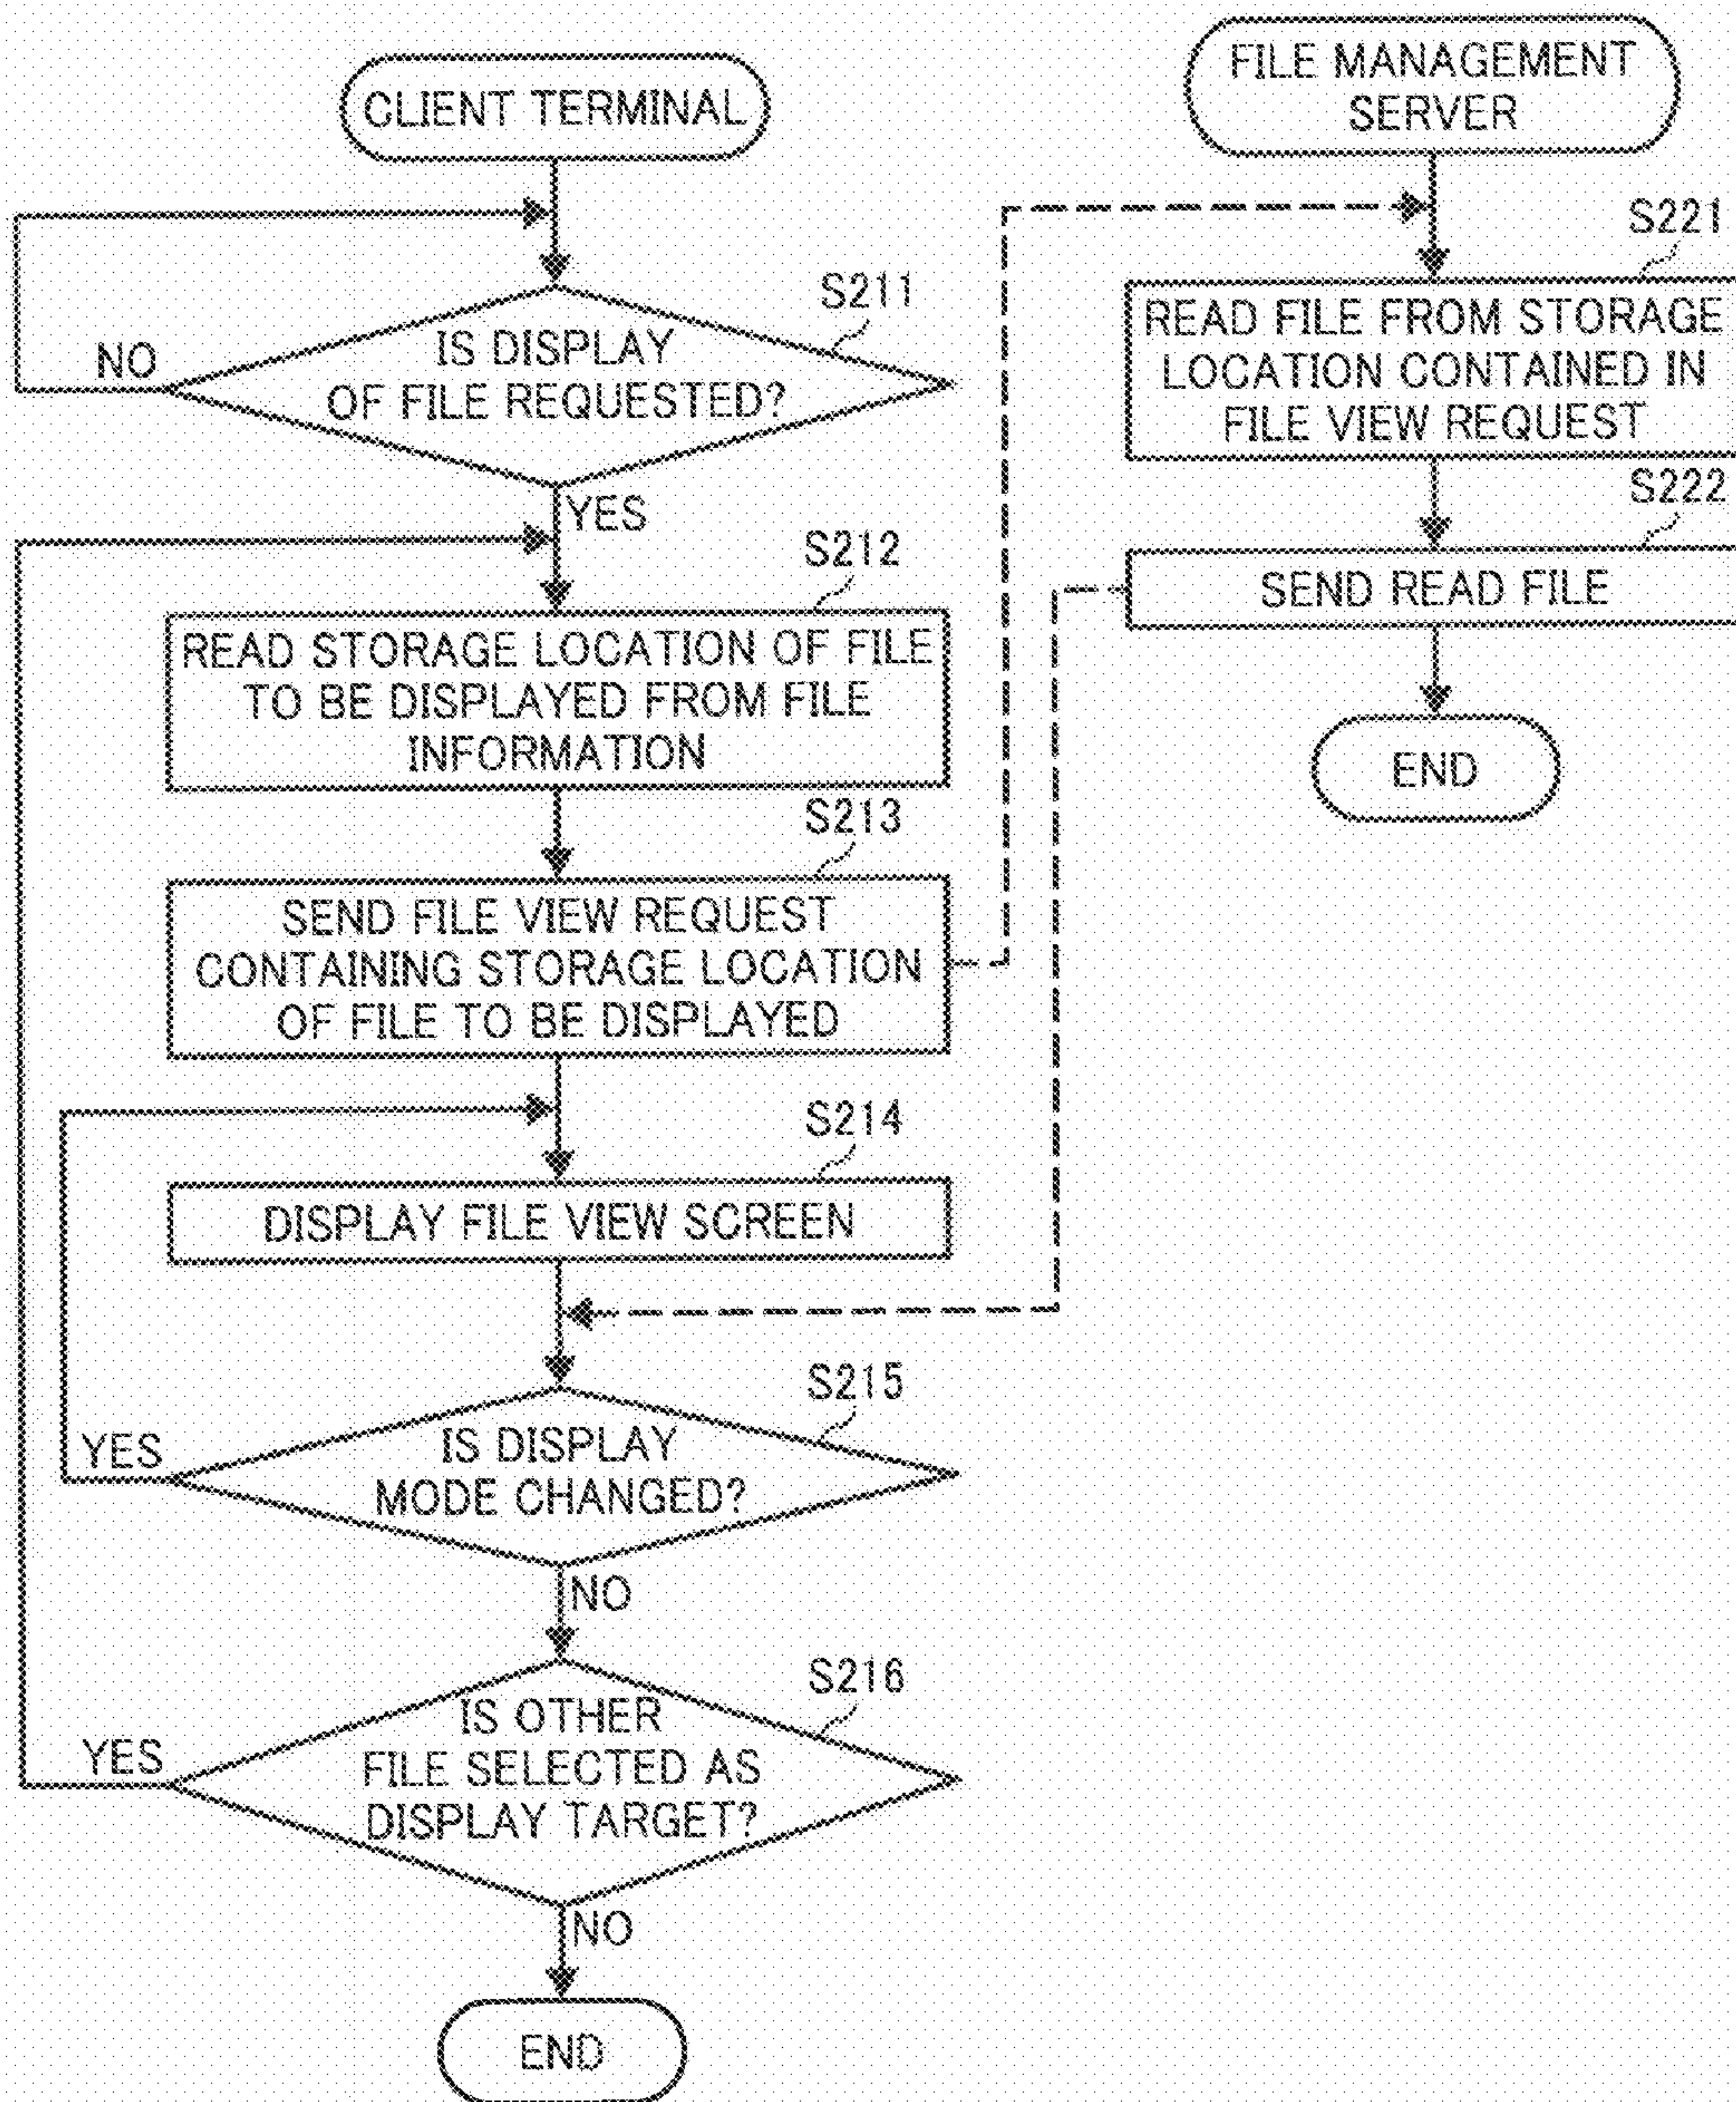 CLIENT TERMINAL
S211
IS DISPLAY
OF FILE REQUESTED?
NO
YES
S212
READ STORAGE LOCATION OF FILE
TO BE DISPLAYED FROM FILE
INFORMATION
S213
SEND FILE VIEW REQUEST
CONTAINING STORAGE LOCATION
OF FILE TO BE DISPLAYED
S214
DISPLAY FILE VIEW SCREEN
S215
IS DISPLAY
MODE CHANGED?
YES
NO
S216
IS OTHER
FILE SELECTED AS
DISPLAY TARGET?
YES
NO
END
FILE MANAGEMENT
SERVER
S221
READ FILE FROM STORAGE
LOCATION CONTAINED IN
FILE VIEW REQUEST
S222
SEND READ FILE
END